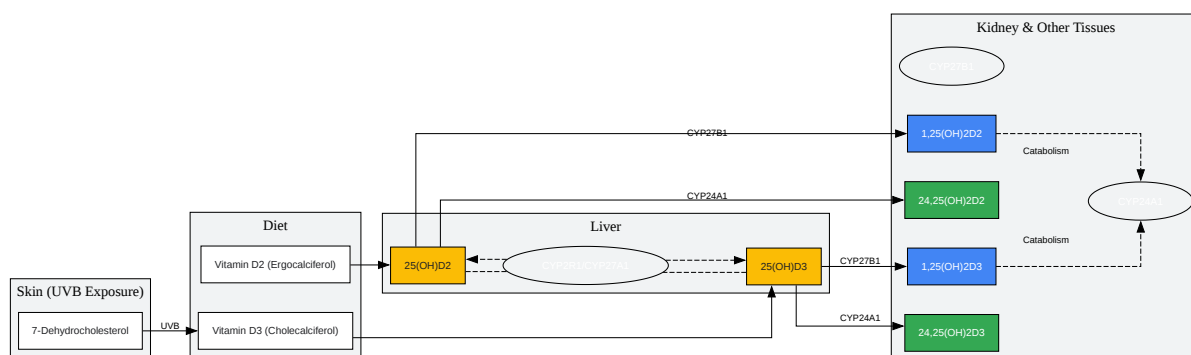 Kidney & Other Tissues
CYP27B1
1,25(OH)2D2
CYP27B1
Catabolism
24,25(OH)2D2
CYP24A1
CYP24A1
Diet
Liver
Vitamin D2 (Ergocalciferol)
25(OH)D2
25(OH)D3
CYP27B1
1,25(OH)2D3
Catabolism
Skin (UVB Exposure)
7-Dehydrocholesterol
UVB
Vitamin D3 (Cholecalciferol)
CYP24A1
24,25(OH)2D3